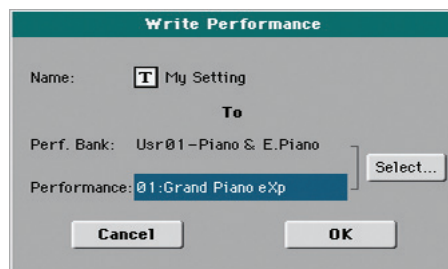 Write Performance
Name: T My Setting
To
Perf. Bank: Usr01-Piano & E.Piano
Select...
Performance: 01:Grand Piano eXp
Cancel OK